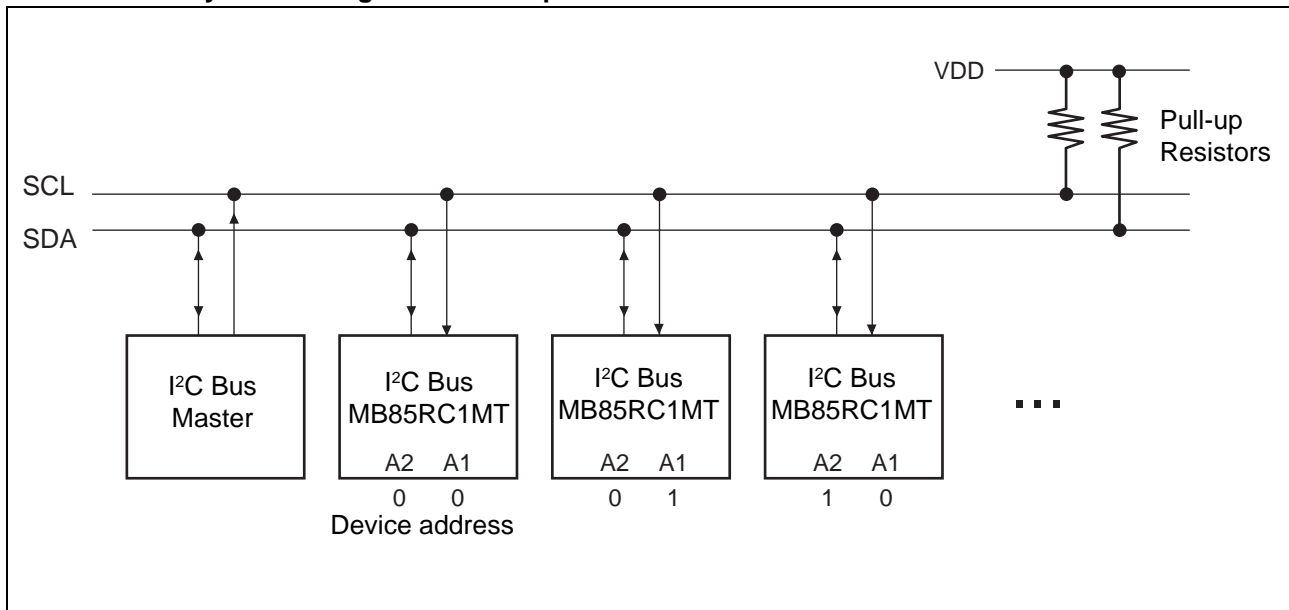 VDD
Pull-up
Resistors
SCL
SDA
I²C Bus
Master
I²C Bus
MB85RC1MT
A2 A1
0 0
Device address
I²C Bus
MB85RC1MT
A2 A1
0 1
I²C Bus
MB85RC1MT
A2 A1
1 0
...